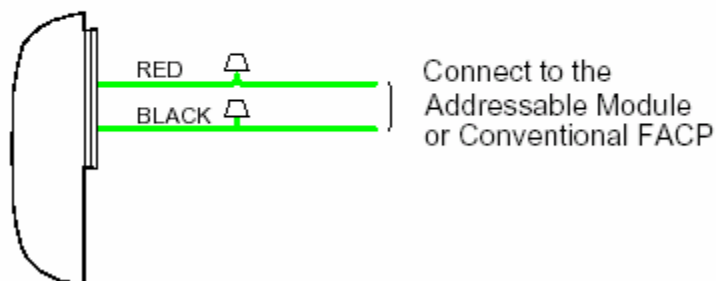 RED
BLACK
Connect to the
Addressable Module
or Conventional FACP